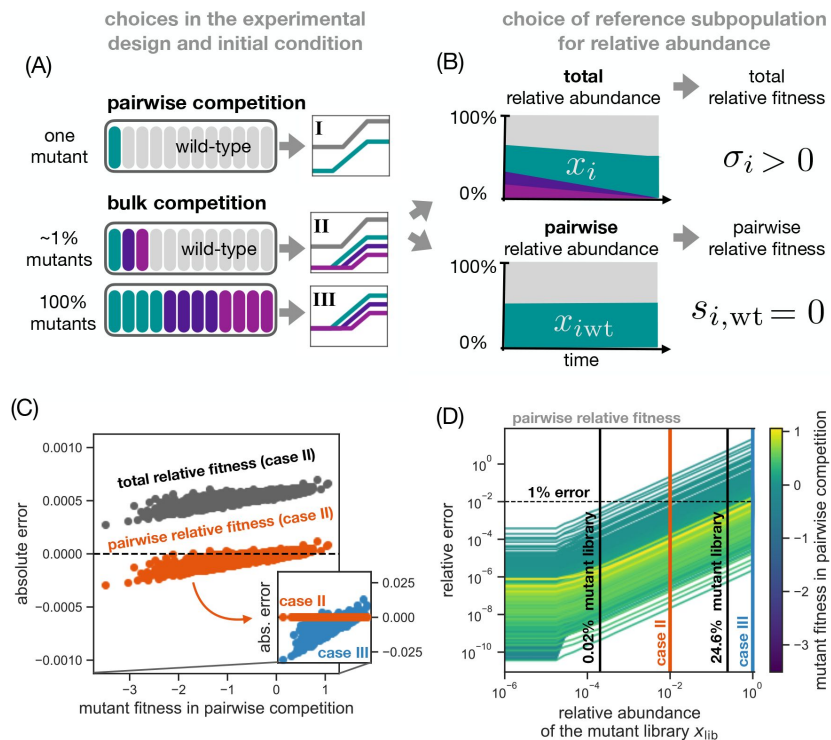 choices in the experimental
design and initial condition
choice of reference subpopulation
for relative abundance
(A)
pairwise competition
one
mutant
wild-type
I
bulk competition
~1%
mutants
wild-type
II
100%
mutants
III
(B)
total
relative abundance
total
relative fitness
100%
0%
x_i
σ_i > 0
pairwise
relative abundance
pairwise
relative fitness
100%
0%
x_iwt
s_i,wt = 0
time
(C)
absolute error
0.0010
0.0005
0.0000
−0.0005
−0.0010
total relative fitness (case II)
pairwise relative fitness (case II)
abs. error
case II
case III
0.025
0.000
−0.025
−3
−2
−1
0
1
mutant fitness in pairwise competition
(D)
pairwise relative fitness
relative error
10^0
10^−2
10^−4
10^−6
10^−8
10^−10
1% error
0.02% mutant library
case II
24.6% mutant library
case III
10^−6
10^−4
10^−2
10^0
relative abundance
of the mutant library x_lib
1
0
−1
−2
−3
mutant fitness in pairwise competition